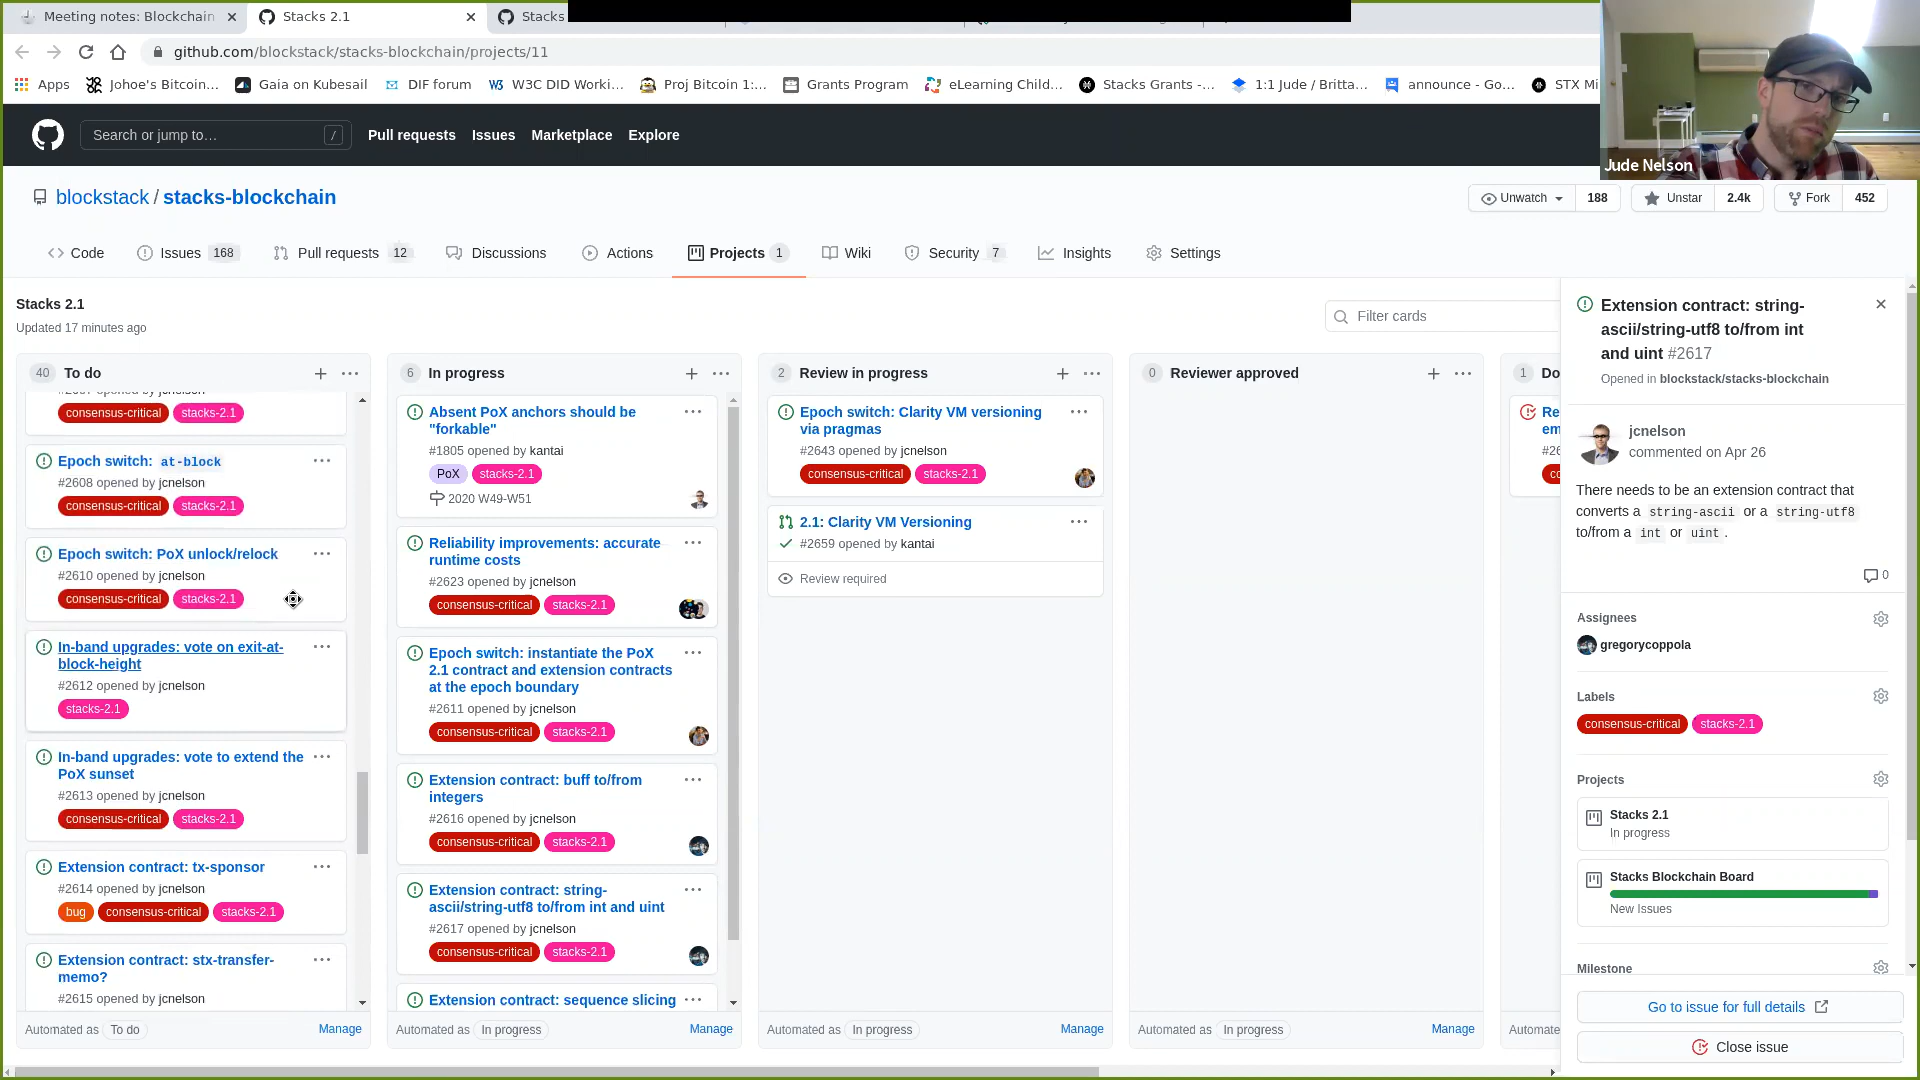 Meeting notes: Blockchain
Stacks 2.1
Stacks
github.com/blockstack/stacks-blockchain/projects/11
Apps
Johoe's Bitcoin...
Gaia on Kubesail
DIF forum
W3C DID Worki...
Proj Bitcoin 1:...
Grants Program
eLearning Child...
Stacks Grants -...
1:1 Jude / Britta...
announce - Go...
STX Mi
Search or jump to... /
Pull requests
Issues
Marketplace
Explore
Jude Nelson
blockstack / stacks-blockchain
Unwatch 188
Unstar 2.4k
Fork 452
Code
Issues 168
Pull requests 12
Discussions
Actions
Projects 1
Wiki
Security 7
Insights
Settings
Stacks 2.1
Updated 17 minutes ago
Filter cards
40 To do
consensus-critical stacks-2.1
Epoch switch: at-block
#2608 opened by jcnelson
consensus-critical stacks-2.1
Epoch switch: PoX unlock/relock
#2610 opened by jcnelson
consensus-critical stacks-2.1
In-band upgrades: vote on exit-at-
block-height
#2612 opened by jcnelson
stacks-2.1
In-band upgrades: vote to extend the
PoX sunset
#2613 opened by jcnelson
consensus-critical stacks-2.1
Extension contract: tx-sponsor
#2614 opened by jcnelson
bug consensus-critical stacks-2.1
Extension contract: stx-transfer-
memo?
#2615 opened by jcnelson
Automated as To do
Manage
6 In progress
Absent PoX anchors should be
"forkable"
#1805 opened by kantai
PoX stacks-2.1
2020 W49-W51
Reliability improvements: accurate
runtime costs
#2623 opened by jcnelson
consensus-critical stacks-2.1
Epoch switch: instantiate the PoX
2.1 contract and extension contracts
at the epoch boundary
#2611 opened by jcnelson
consensus-critical stacks-2.1
Extension contract: buff to/from
integers
#2616 opened by jcnelson
consensus-critical stacks-2.1
Extension contract: string-
ascii/string-utf8 to/from int and uint
#2617 opened by jcnelson
consensus-critical stacks-2.1
Extension contract: sequence slicing
Automated as In progress
Manage
2 Review in progress
Epoch switch: Clarity VM versioning
via pragmas
#2643 opened by jcnelson
consensus-critical stacks-2.1
2.1: Clarity VM Versioning
#2659 opened by kantai
Review required
Automated as In progress
Manage
0 Reviewer approved
Automated as In progress
Manage
1 Do
Re
em
#26
co
Automate
Extension contract: string-
ascii/string-utf8 to/from int
and uint #2617
Opened in blockstack/stacks-blockchain
jcnelson
commented on Apr 26
There needs to be an extension contract that
converts a string-ascii or a string-utf8
to/from a int or uint .
0
Assignees
gregorycoppola
Labels
consensus-critical stacks-2.1
Projects
Stacks 2.1
In progress
Stacks Blockchain Board
New Issues
Milestone
Go to issue for full details
Close issue